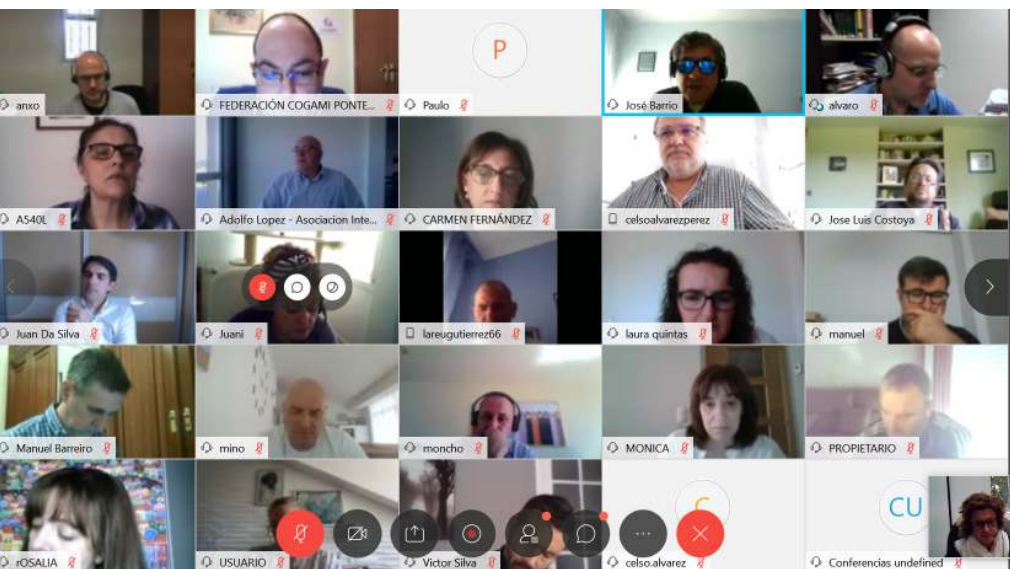 anxo
FEDERACIÓN COGAMI PONTE...
P
Paulo
José Barrio
alvaro
A540L
Adolfo Lopez - Asociacion Inte...
CARMEN FERNÁNDEZ
celsoalvarezperez
Jose Luis Costoya
Juan Da Silva
Juani
lareugutierrez66
laura quintas
manuel
Manuel Barreiro
mino
moncho
MONICA
PROPIETARIO
rOSALIA
USUARIO
Victor Silva
C
celso.alvarez
CU
Conferencias undefined